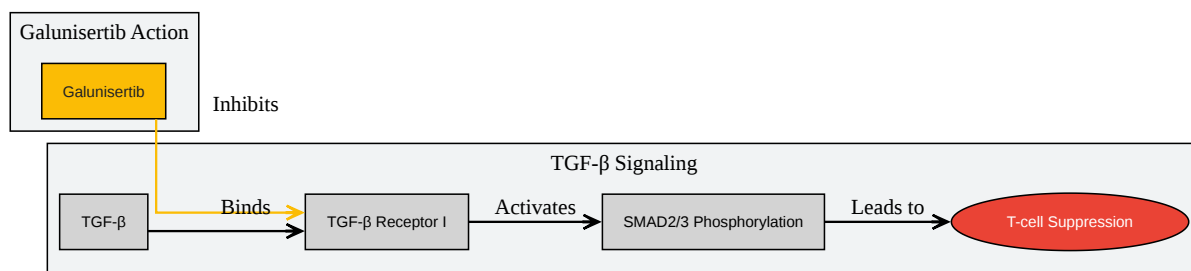 Galunisertib Action
Galunisertib
Inhibits
TGF-β Signaling
TGF-β
Binds
TGF-β Receptor I
Activates
SMAD2/3 Phosphorylation
Leads to
T-cell Suppression